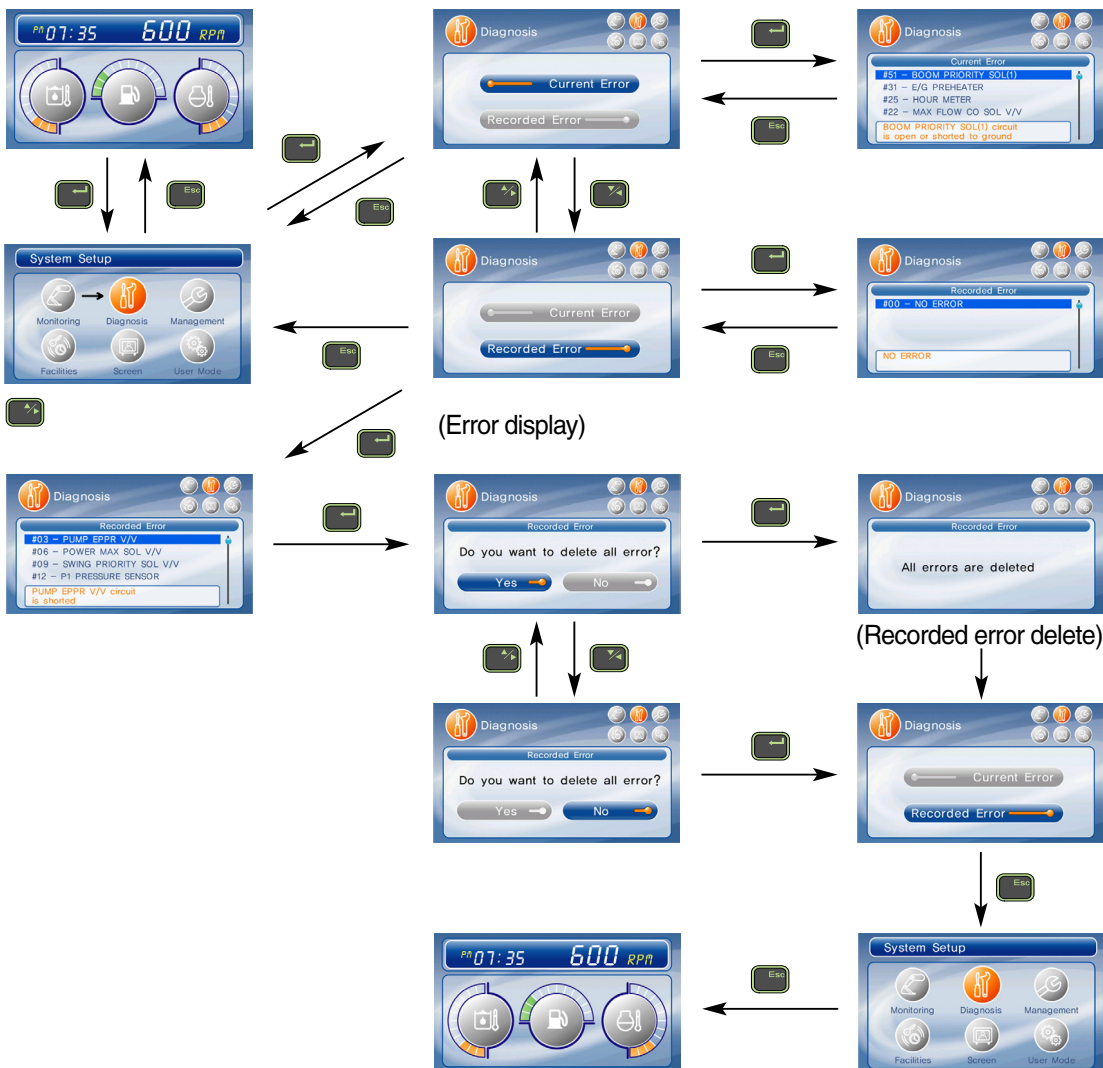 PM 07:35 600 RPM
Esc
System Setup
Monitoring Diagnosis Management
Facilities Screen User Mode
Esc
Diagnosis
Current Error
Recorded Error
Esc
Diagnosis
Current Error
#51 – BOOM PRIORITY SOL(1)
#31 – E/G PREHEATER
#25 – HOUR METER
#22 – MAX FLOW CO SOL V/V
BOOM PRIORITY SOL(1) circuit
is open or shorted to ground
Diagnosis
Current Error
Recorded Error
Esc
Esc
Diagnosis
Recorded Error
#00 – NO ERROR
NO ERROR
(Error display)
Diagnosis
Recorded Error
#03 – PUMP EPPR V/V
#06 – POWER MAX SOL V/V
#09 – SWING PRIORITY SOL V/V
#12 – P1 PRESSURE SENSOR
PUMP EPPR V/V circuit
is shorted
Diagnosis
Recorded Error
Do you want to delete all error?
Yes No
Diagnosis
Recorded Error
All errors are deleted
(Recorded error delete)
Diagnosis
Recorded Error
Do you want to delete all error?
Yes No
Diagnosis
Current Error
Recorded Error
Esc
PM 07:35 600 RPM
Esc
System Setup
Monitoring Diagnosis Management
Facilities Screen User Mode